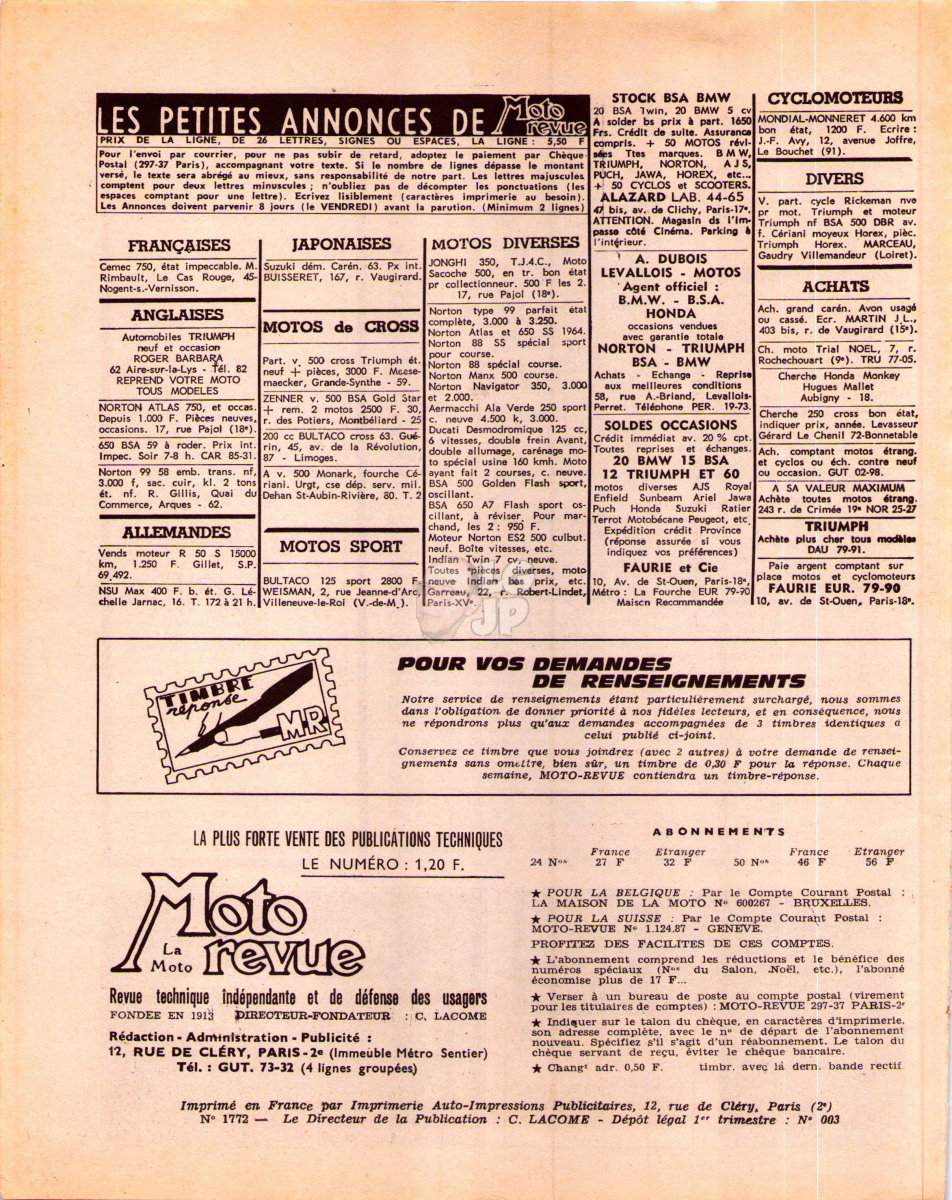 LES PETITES ANNONCES DE Moto revue
PRIX DE LA LIGNE, DE 26 LETTRES, SIGNES OU ESPACES, LA LIGNE : 5,50 F
Pour l'envoi par courrier, pour ne pas subir de retard, adoptez le paiement par Chèque-
Postal (297-37 Paris), accompagnant votre texte. Si le nombre de lignes dépasse le montant
versé, le texte sera abrégé au mieux, sans responsabilité de notre part. Les lettres majuscules
comptent pour deux lettres minuscules ; n'oubliez pas de décompter les ponctuations (les
espaces comptant pour une lettre). Ecrivez lisiblement (caractères imprimerie au besoin).
Les Annonces doivent parvenir 8 jours (le VENDREDI) avant la parution. (Minimum 2 lignes)
FRANÇAISES
Cemec 750, état impeccable. M.
Rimbault, Le Cas Rouge, 45-
Nogent-s.-Vernisson.
ANGLAISES
Automobiles TRIUMPH
neuf et occasion
ROGER BARBARA
62 Aire-sur-la-Lys - Tél. 82
REPREND VOTRE MOTO
TOUS MODELES
NORTON ATLAS 750, et occas.
Depuis 1.000 F. Pièces neuves,
occasions. 17, rue Pajol (18e).
650 BSA 59 à roder. Prix int.
Impec. Soir 7-8 h. CAR 85-31.
Norton 99 58 emb. trans. nf,
3.000 f, sac. cuir, kl. 2 tons
ét. nf. R. Gillis, Quai du
Commerce, Arques - 62.
ALLEMANDES
Vends moteur R 50 S 15000
km, 1.250 F. Gillet, S.P.
69.492.
NSU Max 400 F. b. ét. G. Lé-
chelle Jarnac, 16. T. 172 à 21 h.
JAPONAISES
Suzuki dém. Carén. 63. Px int.
BUISSERET, 167, r. Vaugirard.
MOTOS de CROSS
Part. v. 500 cross Triumph ét.
neuf + pièces, 3000 F. Meese-
maecker, Grande-Synthe - 59.
ZENNER v. 500 BSA Gold Star
+ rem. 2 motos 2500 F. 30,
r. des Potiers, Montbéliard - 25
200 cc BULTACO cross 63. Gué-
rin, 45, av. de la Révolution,
87 - Limoges.
A v. 500 Monark, fourche Cé-
riani. Urgt, cse dép. serv. mil.
Dehan St-Aubin-Rivière, 80. T. 2
MOTOS SPORT
BULTACO 125 sport 2800 F.
WEISMAN, 2, rue Jeanne-d'Arc,
Villeneuve-le-Roi (V.-de-M.).
MOTOS DIVERSES
JONGHI 350, T.J.4.C., Moto
Sacoche 500, en tr. bon état
pr collectionneur. 500 F les 2.
17, rue Pajol (18e).
Norton type 99 parfait état
complète, 3.000 à 3.250.
Norton Atlas et 650 SS 1964.
Norton 88 SS spécial sport
pour course.
Norton 88 spécial course.
Norton Manx 500 course.
Norton Navigator 350, 3.000
et 2.000.
Aermacchi Ala Verde 250 sport
c. neuve 4.500 k, 3.000.
Ducati Desmodromique 125 cc,
6 vitesses, double frein Avant,
double allumage, carénage mo-
to spécial usine 160 kmh. Moto
ayant fait 2 courses, c. neuve.
BSA 500 Golden Flash sport,
oscillant.
BSA 650 A7 Flash sport os-
cillant, à réviser. Pour mar-
chand, les 2 : 950 F.
Moteur Norton ES2 500 culbut.
neuf. Boîte vitesses, etc.
Indian Twin 7 cv, neuve.
Toutes pièces diverses, moto
neuve Indian bas prix, etc.
Garreau, 22, r. Robert-Lindet,
Paris-XVe.
STOCK BSA BMW
20 BSA Twin, 20 BMW 5 cv
A solder bs prix à part. 1650
Frs. Crédit de suite. Assurance
compris. + 50 MOTOS révi-
sées Ttes marques. BMW,
TRIUMPH, NORTON, AJS,
PUCH, JAWA, HOREX, etc...
+ 50 CYCLOS et SCOOTERS.
ALAZARD LAB. 44-65
47 bis, av. de Clichy, Paris-17e.
ATTENTION. Magasin ds l'im-
passe côté Cinéma. Parking à
l'intérieur.
A. DUBOIS
LEVALLOIS - MOTOS
Agent officiel :
B.M.W. - B.S.A.
HONDA
occasions vendues
avec garantie totale
NORTON - TRIUMPH
BSA - BMW
Achats - Echange - Reprise
aux meilleures conditions
58, rue A.-Briand, Levallois-
Perret. Téléphone PER. 19-73.
SOLDES OCCASIONS
Crédit immédiat av. 20 % cpt.
Toutes reprises et échanges.
20 BMW 15 BSA
12 TRIUMPH ET 60
motos diverses AJS Royal
Enfield Sunbeam Ariel Jawa
Puch Honda Suzuki Ratier
Terrot Motobécane Peugeot, etc
Expédition crédit Province
(réponse assurée si vous
indiquez vos préférences)
FAURIE et Cie
10, Av. de St-Ouen, Paris-18e,
Métro : La Fourche EUR 79-90
Maison Recommandée
CYCLOMOTEURS
MONDIAL-MONNERET 4.600 km
bon état, 1200 F. Ecrire :
J.-F. Avy, 12, avenue Joffre,
Le Bouchet (91).
DIVERS
V. part. cycle Rickeman nve
pr mot. Triumph et moteur
Triumph nf BSA 500 DBR av.
f. Cériani moyeux Horex, pièc.
Triumph Horex. MARCEAU,
Gaudry Villemandeur (Loiret).
ACHATS
Ach. grand carén. Avon usagé
ou cassé. Ecr. MARTIN J.L.,
403 bis, r. de Vaugirard (15e).
Ch. moto Trial NOEL, 7, r.
Rochechouart (9e). TRU 77-05.
Cherche Honda Monkey
Hugues Mallet
Aubigny - 18.
Cherche 250 cross bon état,
indiquer prix, année. Levasseur
Gérard Le Chenil 72-Bonnetable
Ach. comptant motos étrang.
et cyclos ou éch. contre neuf
ou occasion. GUT 02-98.
A SA VALEUR MAXIMUM
Achète toutes motos étrang.
243 r. de Crimée 19e NOR 25-27
TRIUMPH
Achète plus cher tous modèles
DAU 79-91.
Paie argent comptant sur
place motos et cyclomoteurs
FAURIE EUR. 79-90
10, av. de St-Ouen, Paris-18e.
JP
TIMBRE
réponse
M.R
POUR VOS DEMANDES
DE RENSEIGNEMENTS
Notre service de renseignements étant particulièrement surchargé, nous sommes
dans l'obligation de donner priorité à nos fidèles lecteurs, et en conséquence, nous
ne répondrons plus qu'aux demandes accompagnées de 3 timbres identiques à
celui publié ci-joint.
Conservez ce timbre que vous joindrez (avec 2 autres) à votre demande de rensei-
gnements sans omettre, bien sûr, un timbre de 0,30 F pour la réponse. Chaque
semaine, MOTO-REVUE contiendra un timbre-réponse.
LA PLUS FORTE VENTE DES PUBLICATIONS TECHNIQUES
LE NUMÉRO : 1,20 F.
La Moto
Moto revue
Revue technique indépendante et de défense des usagers
FONDEE EN 1913 DIRECTEUR-FONDATEUR : C. LACOME
Rédaction - Administration - Publicité :
12, RUE DE CLÉRY, PARIS-2e (Immeuble Métro Sentier)
Tél. : GUT. 73-32 (4 lignes groupées)
ABONNEMENTS
France Etranger France Etranger
24 Nos 27 F 32 F 50 Nos 46 F 56 F
★ POUR LA BELGIQUE : Par le Compte Courant Postal :
LA MAISON DE LA MOTO No 600267 - BRUXELLES.
★ POUR LA SUISSE : Par le Compte Courant Postal :
MOTO-REVUE No 1.124.87 - GENEVE.
PROFITEZ DES FACILITES DE CES COMPTES.
★ L'abonnement comprend les réductions et le bénéfice des
numéros spéciaux (Nos du Salon, Noël, etc.), l'abonné
économise plus de 17 F...
★ Verser à un bureau de poste au compte postal (virement
pour les titulaires de comptes) : MOTO-REVUE 297-37 PARIS-2e
★ Indiquer sur le talon du chèque, en caractères d'imprimerie,
son adresse complète, avec le no de départ de l'abonnement
nouveau. Spécifiez s'il s'agit d'un réabonnement. Le talon du
chèque servant de reçu, éviter le chèque bancaire.
★ Changt adr. 0,50 F. timbr. avec la dern. bande rectif
Imprimé en France par Imprimerie Auto-Impressions Publicitaires, 12, rue de Cléry, Paris (2e)
No 1772 — Le Directeur de la Publication : C. LACOME - Dépôt légal 1er trimestre : No 003